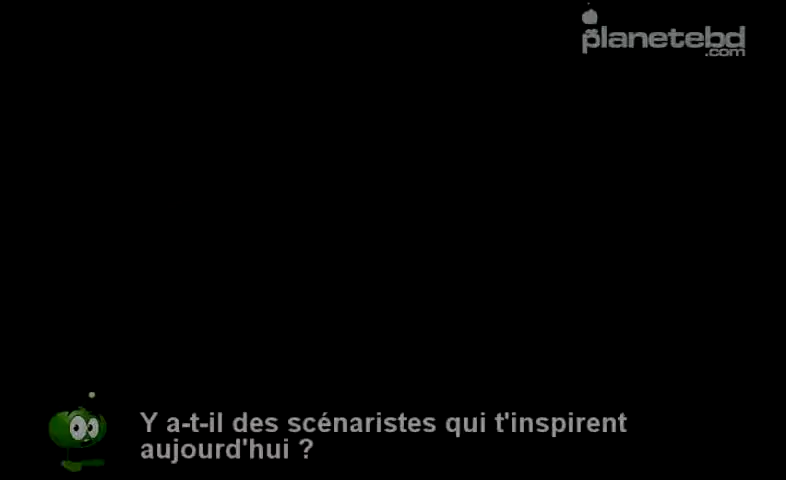 planetebd
.com
Y a-t-il des scénaristes qui t'inspirent
aujourd'hui ?